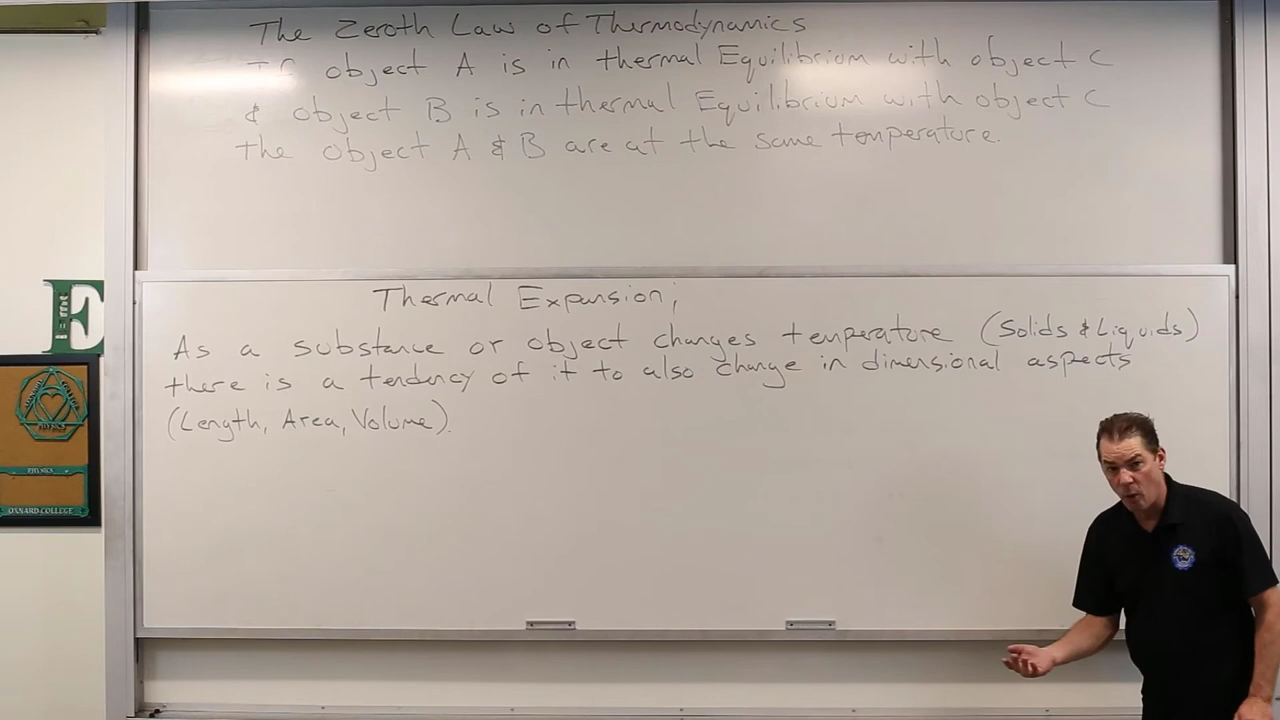 The Zeroth Law of Thermodynamics
If object A is in thermal Equilibrium with object C
& object B is in thermal Equilibrium with object C
the object A & B are at the same temperature.
Thermal Expansion;
As a substance or object changes temperature (Solids & Liquids)
there is a tendency of it to also change in dimensional aspects
(Length, Area, Volume).
E
PHYSICS
PHYSICS
OXNARD COLLEGE